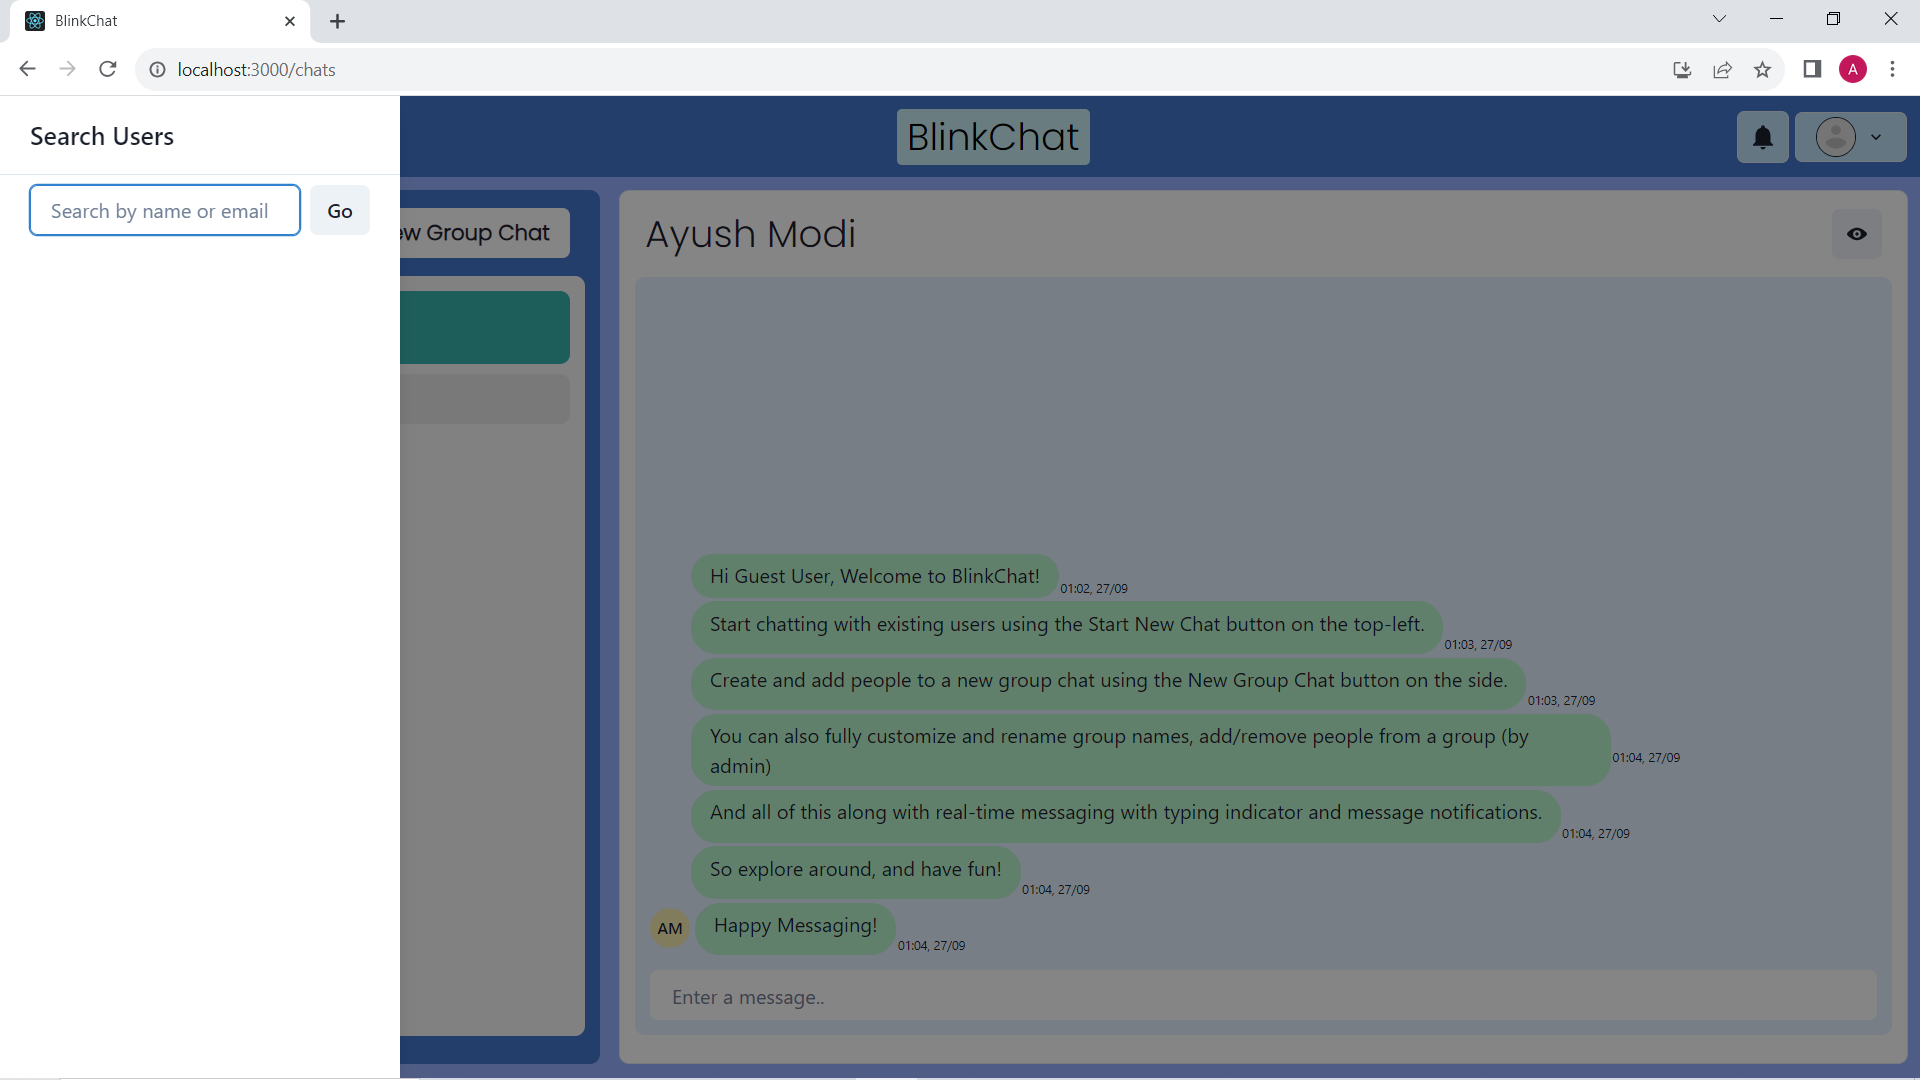 BlinkChat
localhost:3000/chats
A
Search Users
Search by name or email
Go
BlinkChat
ew Group Chat
Ayush Modi
Hi Guest User, Welcome to BlinkChat!
01:02, 27/09
Start chatting with existing users using the Start New Chat button on the top-left.
01:03, 27/09
Create and add people to a new group chat using the New Group Chat button on the side.
01:03, 27/09
You can also fully customize and rename group names, add/remove people from a group (by
admin)
01:04, 27/09
And all of this along with real-time messaging with typing indicator and message notifications.
01:04, 27/09
So explore around, and have fun!
01:04, 27/09
AM
Happy Messaging!
01:04, 27/09
Enter a message..